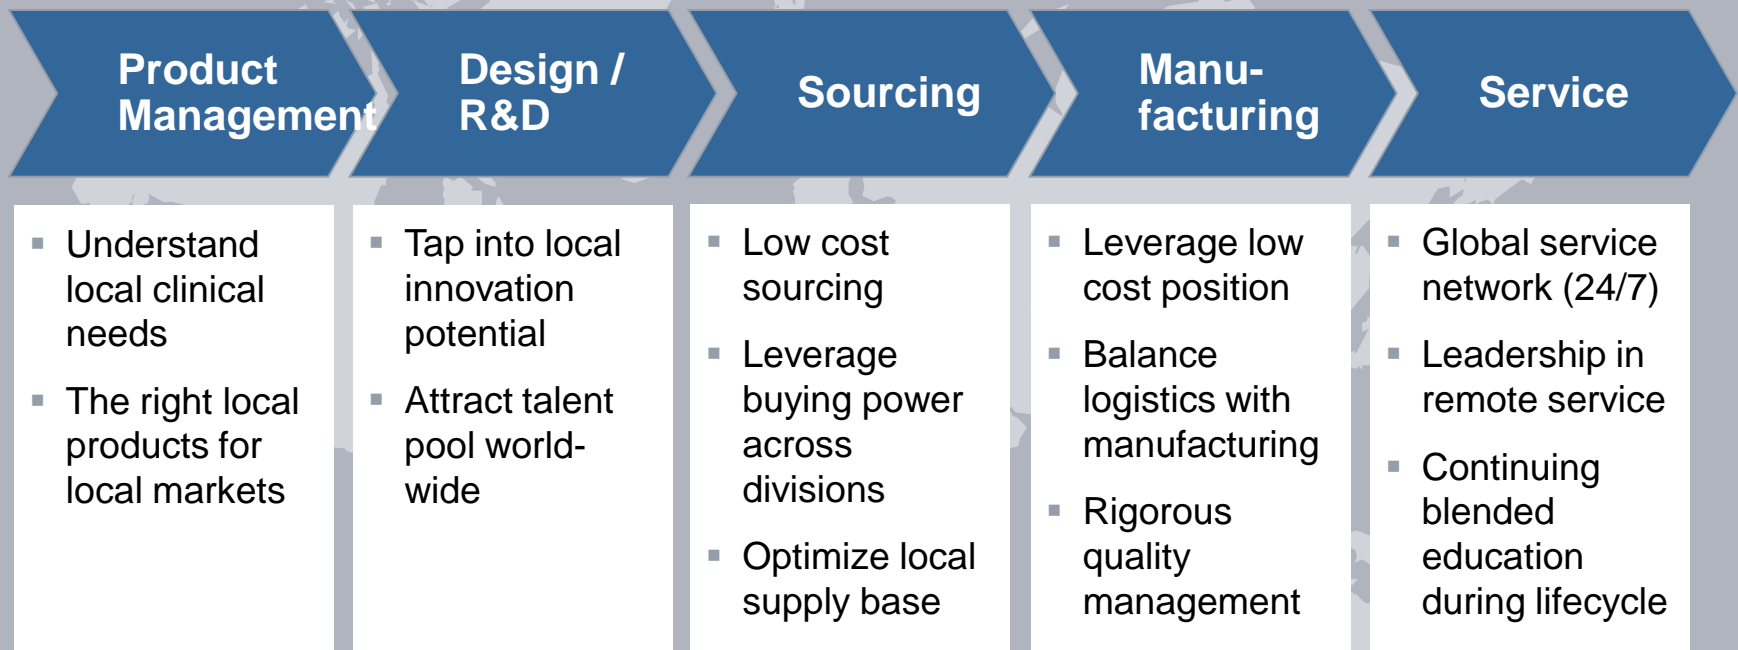 Product
Management
Design /
R&D
Sourcing
Manu-
facturing
Service
▪ Understand
local clinical
needs
▪ The right local
products for
local markets
▪ Tap into local
innovation
potential
▪ Attract talent
pool world-
wide
▪ Low cost
sourcing
▪ Leverage
buying power
across
divisions
▪ Optimize local
supply base
▪ Leverage low
cost position
▪ Balance
logistics with
manufacturing
▪ Rigorous
quality
management
▪ Global service
network (24/7)
▪ Leadership in
remote service
▪ Continuing
blended
education
during lifecycle